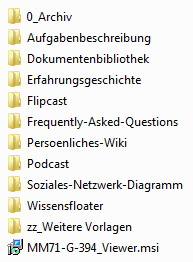 0_Archiv
Aufgabenbeschreibung
Dokumentenbibliothek
Erfahrungsgeschichte
Flipcast
Frequently-Asked-Questions
Persoenliches-Wiki
Podcast
Soziales-Netzwerk-Diagramm
Wissensfloater
zz_Weitere Vorlagen
MM71-G-394_Viewer.msi